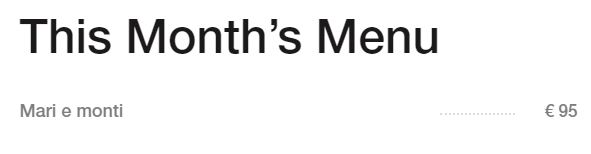 This Month’s Menu
Mari e monti ................... € 95